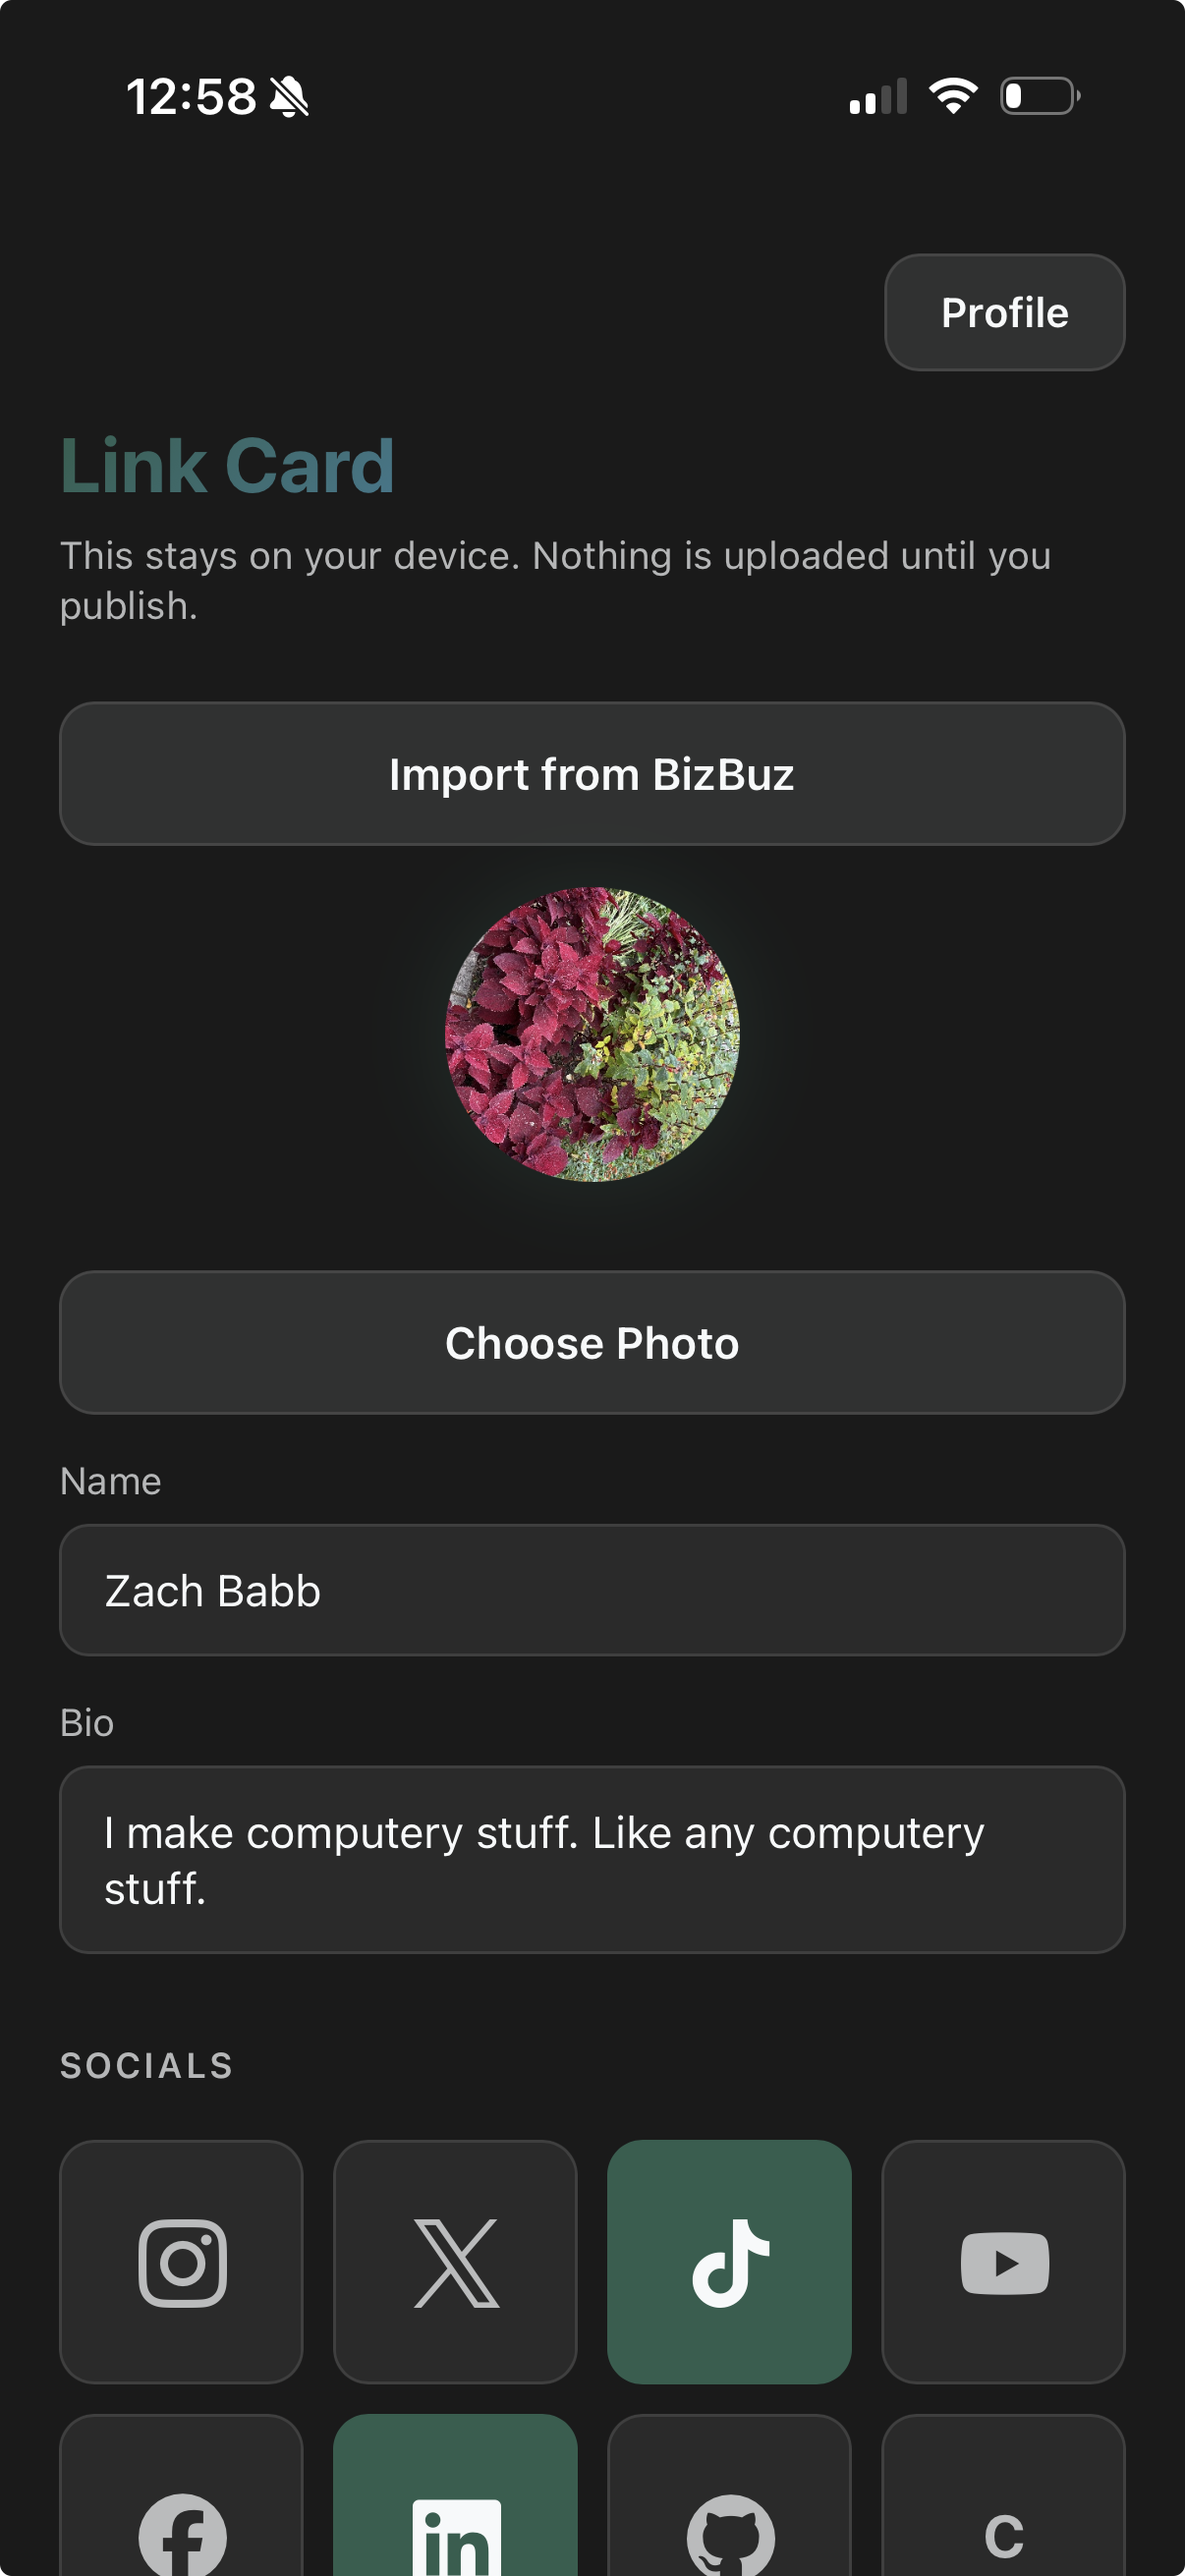 12:58
Profile
Link Card
This stays on your device. Nothing is uploaded until you
publish.
Import from BizBuz
Choose Photo
Name
Zach Babb
Bio
I make computery stuff. Like any computery
stuff.
SOCIALS
in
C